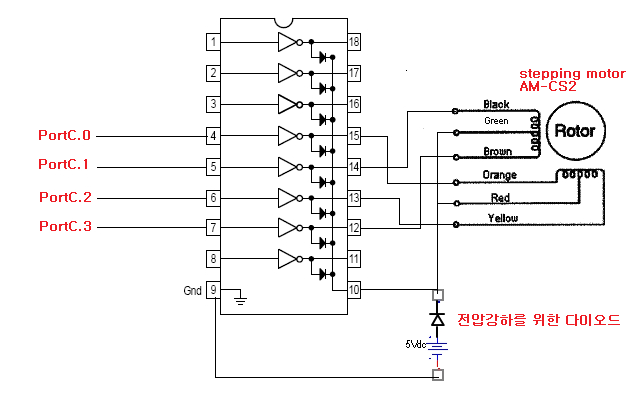 1
18
2
17
stepping motor
AM-CS2
3
16
Black
Green
Rotor
PortC.0
4
15
PortC.1
5
14
Brown
Orange
PortC.2
6
13
Red
PortC.3
7
12
Yellow
8
11
Gnd
9
10
전압강하를 위한 다이오드
5Vdc